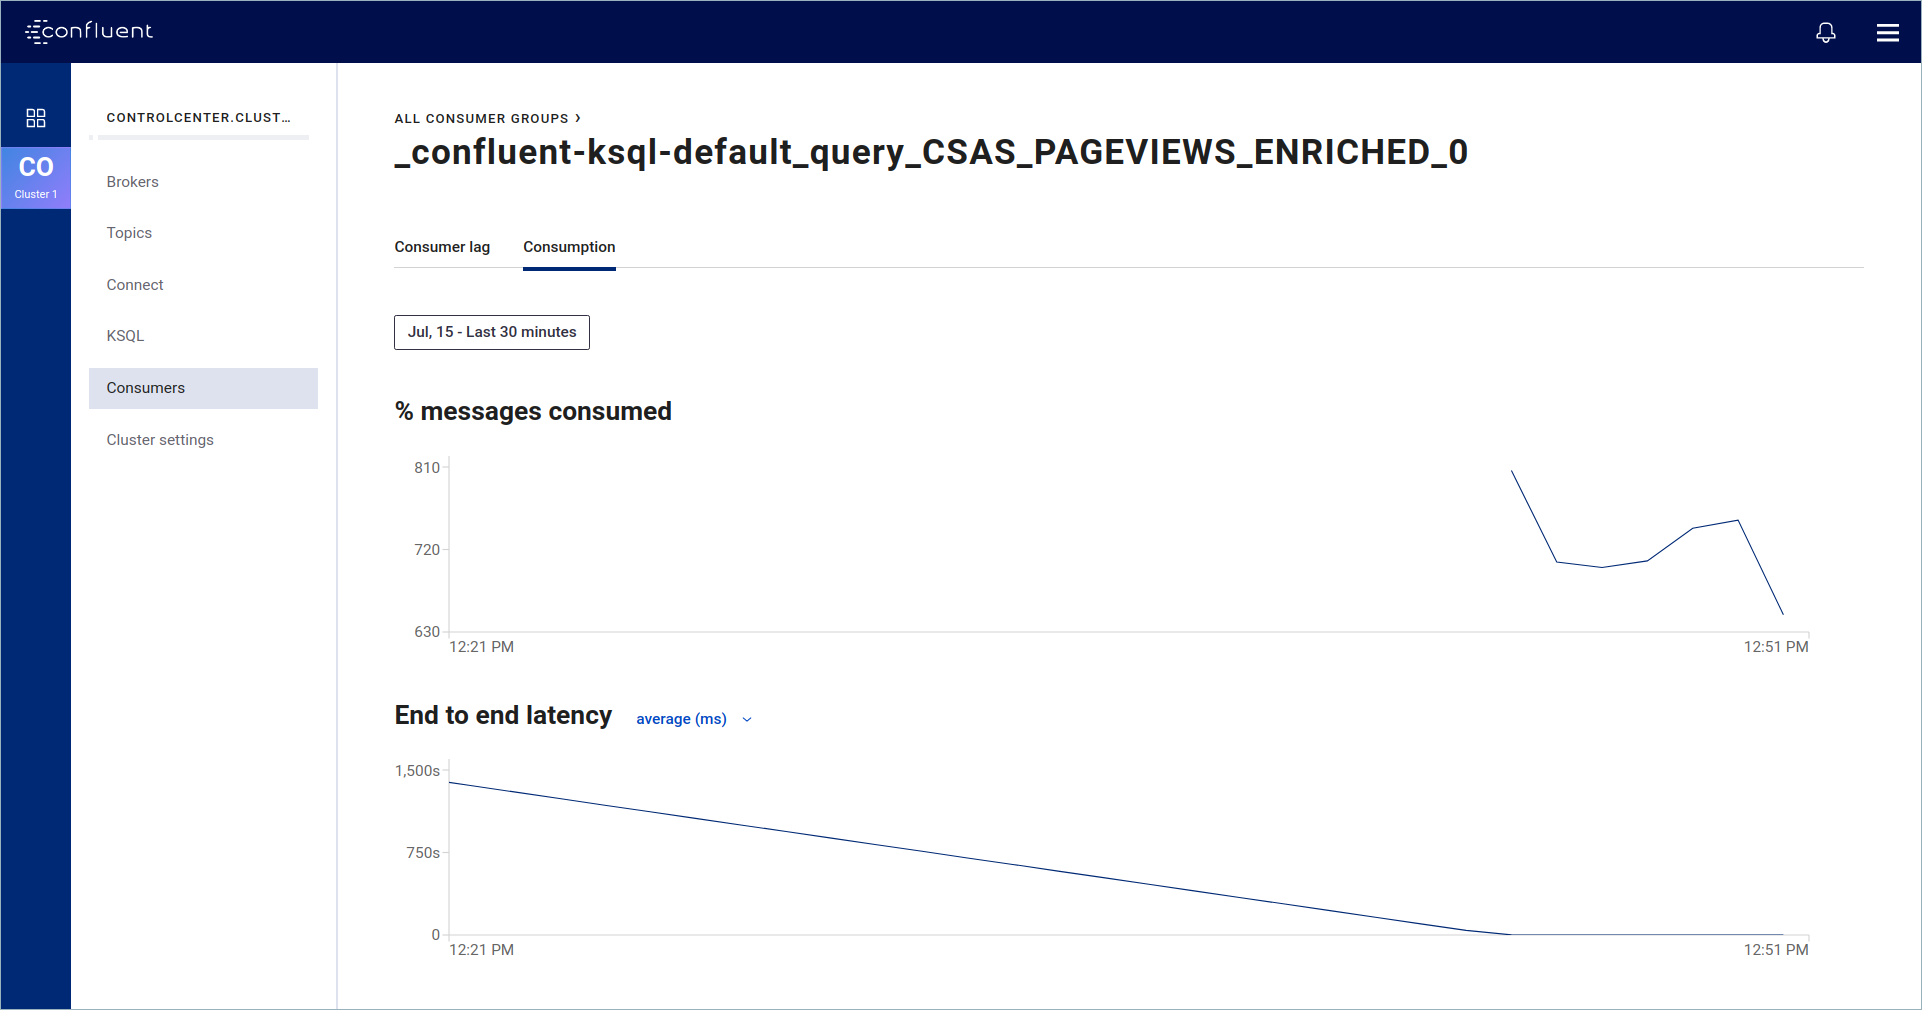 confluent
CONTROLCENTER.CLUST...
CO
Cluster 1
Brokers
Topics
Connect
KSQL
Consumers
Cluster settings
ALL CONSUMER GROUPS ›
_confluent-ksql-default_query_CSAS_PAGEVIEWS_ENRICHED_0
Consumer lag Consumption
Jul, 15 - Last 30 minutes
% messages consumed
810
720
630
12:21 PM 12:51 PM
End to end latency average (ms)
1,500s
750s
0
12:21 PM 12:51 PM